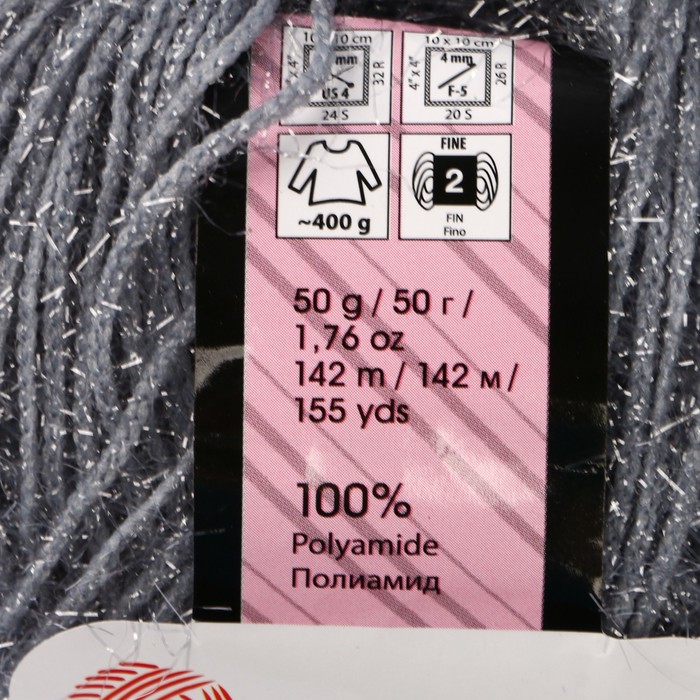 10 cm
10 x 10 cm
mm
US 4
32 R
24 S
4" x 4"
4 mm
F-5
26 R
20 S
~400 g
FINE
2
FIN
Fino
50 g / 50 г /
1,76 oz
142 m / 142 м /
155 yds
100%
Polyamide
Полиамид